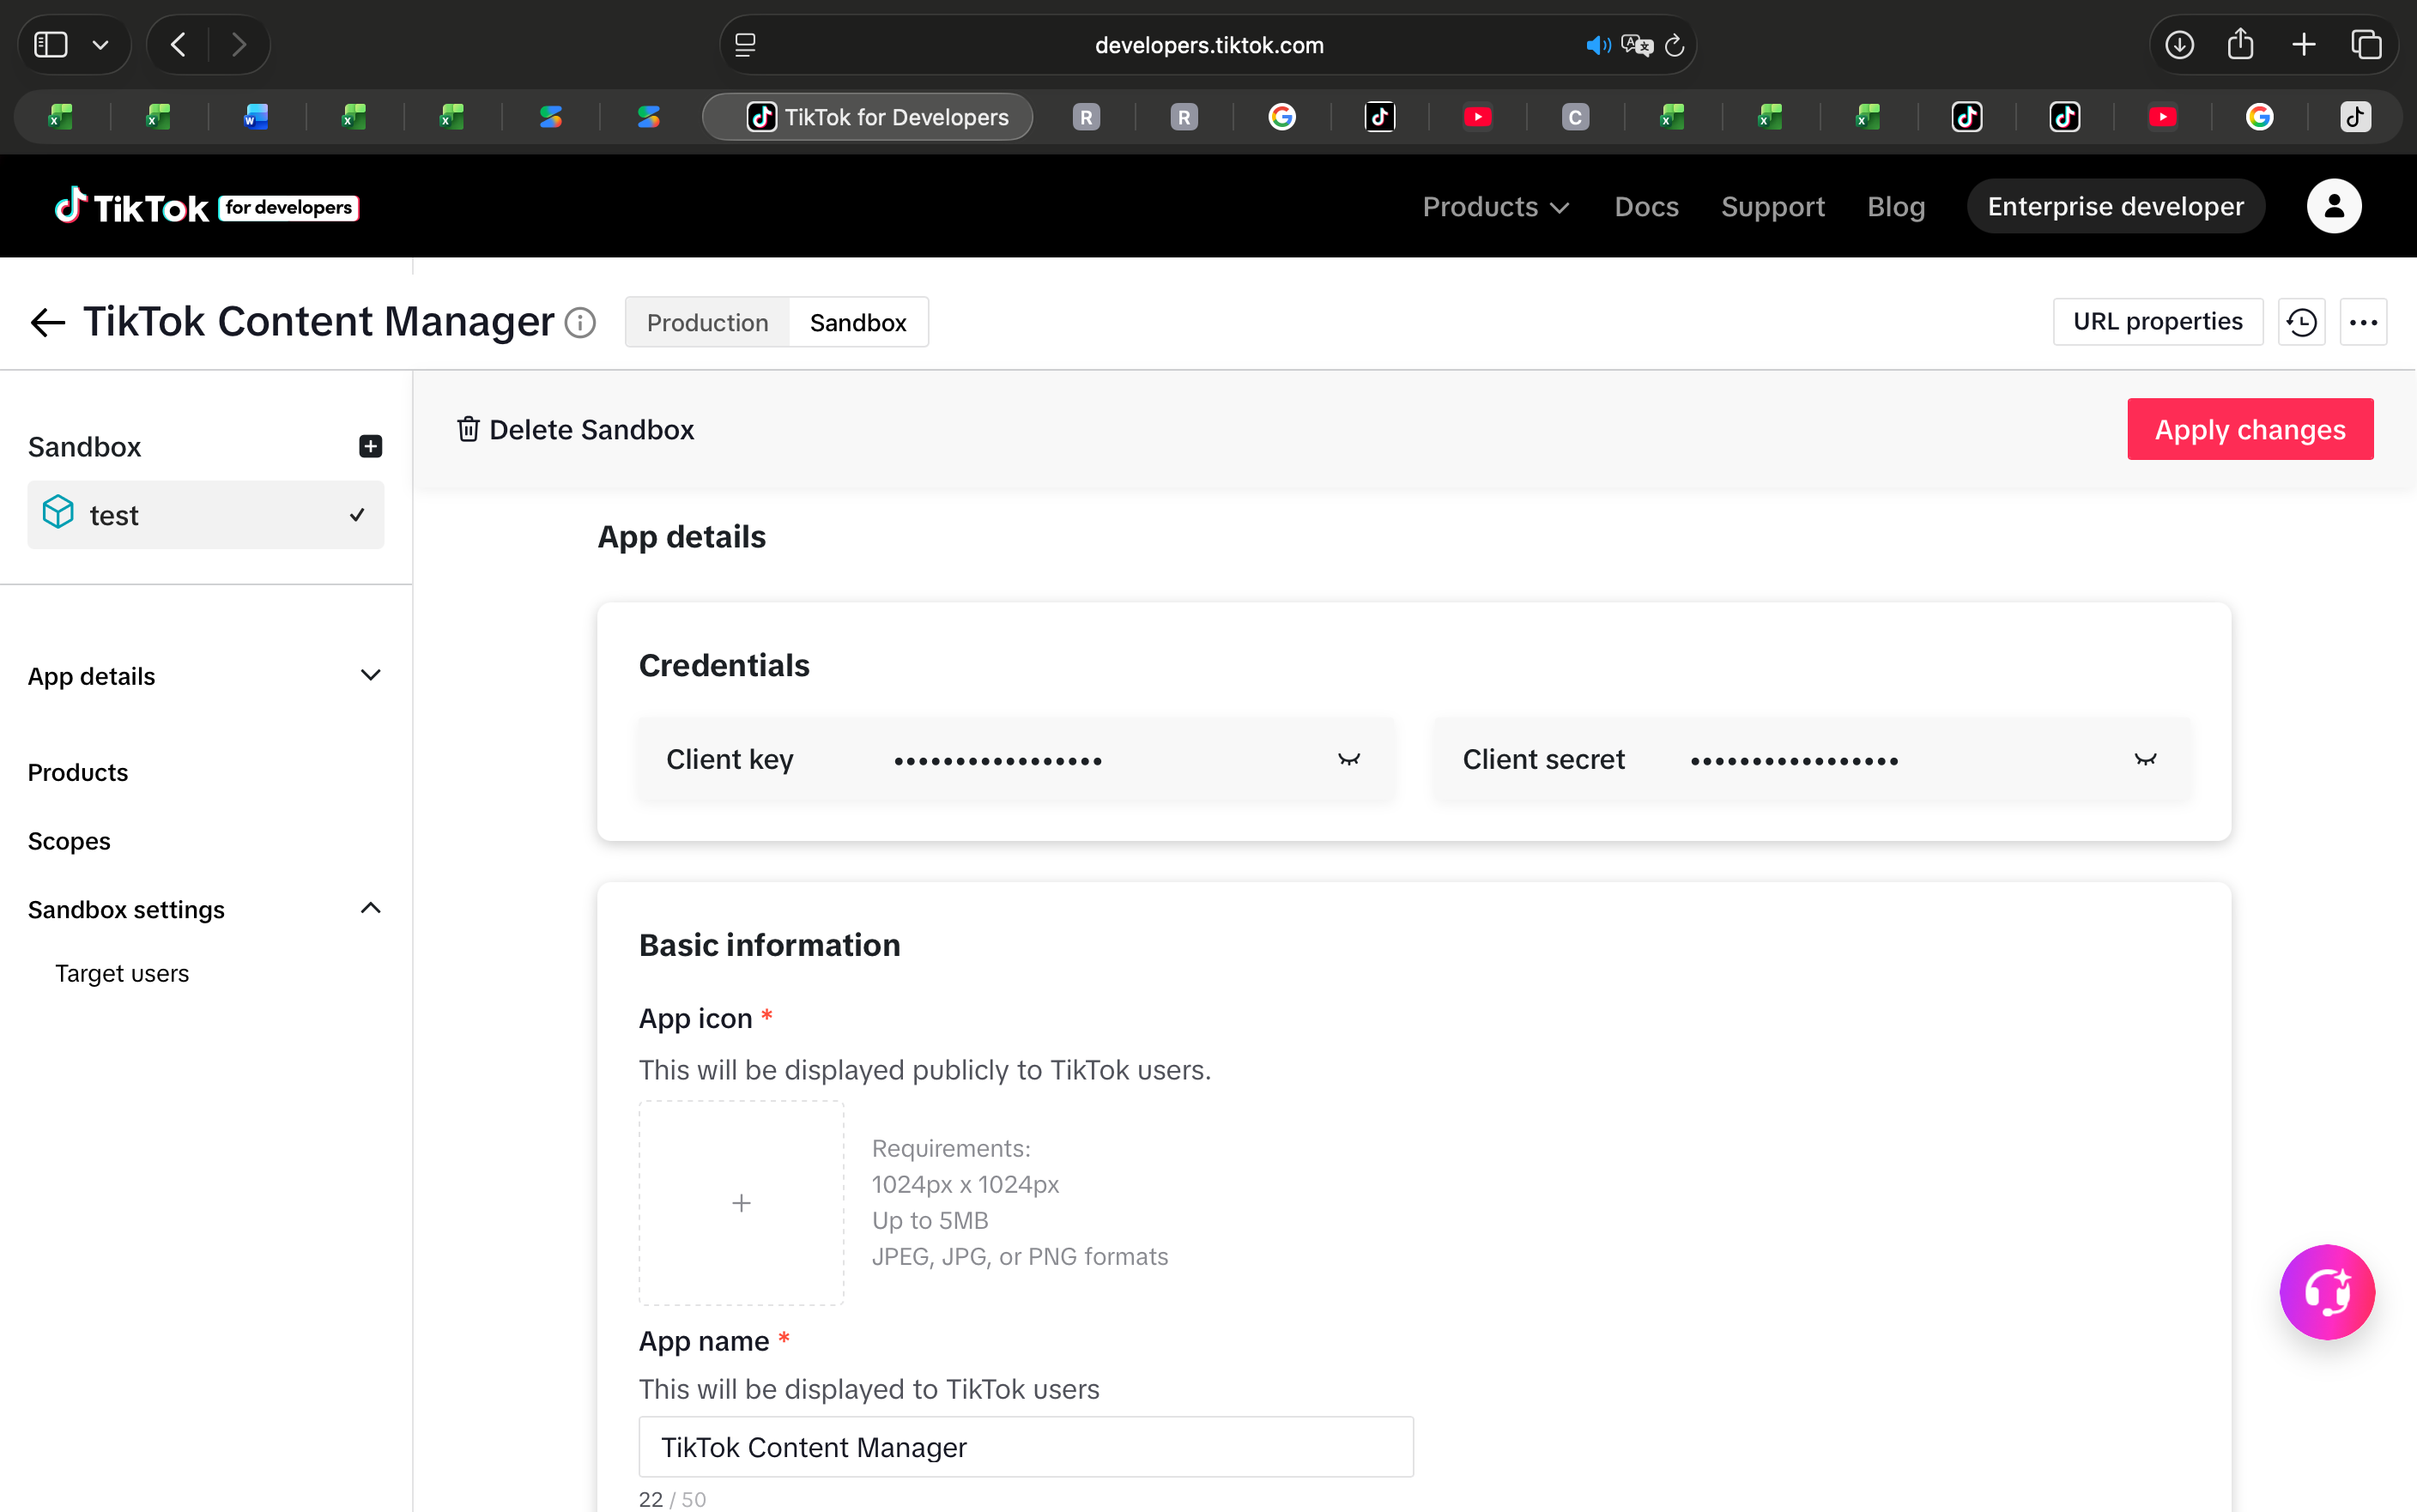 developers.tiktok.com
TikTok for Developers
R
R
C
TikTok for developers
Products
Docs
Support
Blog
Enterprise developer
TikTok Content Manager
Production
Sandbox
URL properties
Sandbox
test
Delete Sandbox
Apply changes
App details
Products
Scopes
Sandbox settings
Target users
App details
Credentials
Client key •••••••••••••••••
Client secret •••••••••••••••••
Basic information
App icon *
This will be displayed publicly to TikTok users.
Requirements:
1024px x 1024px
Up to 5MB
JPEG, JPG, or PNG formats
App name *
This will be displayed to TikTok users
TikTok Content Manager
22 / 50